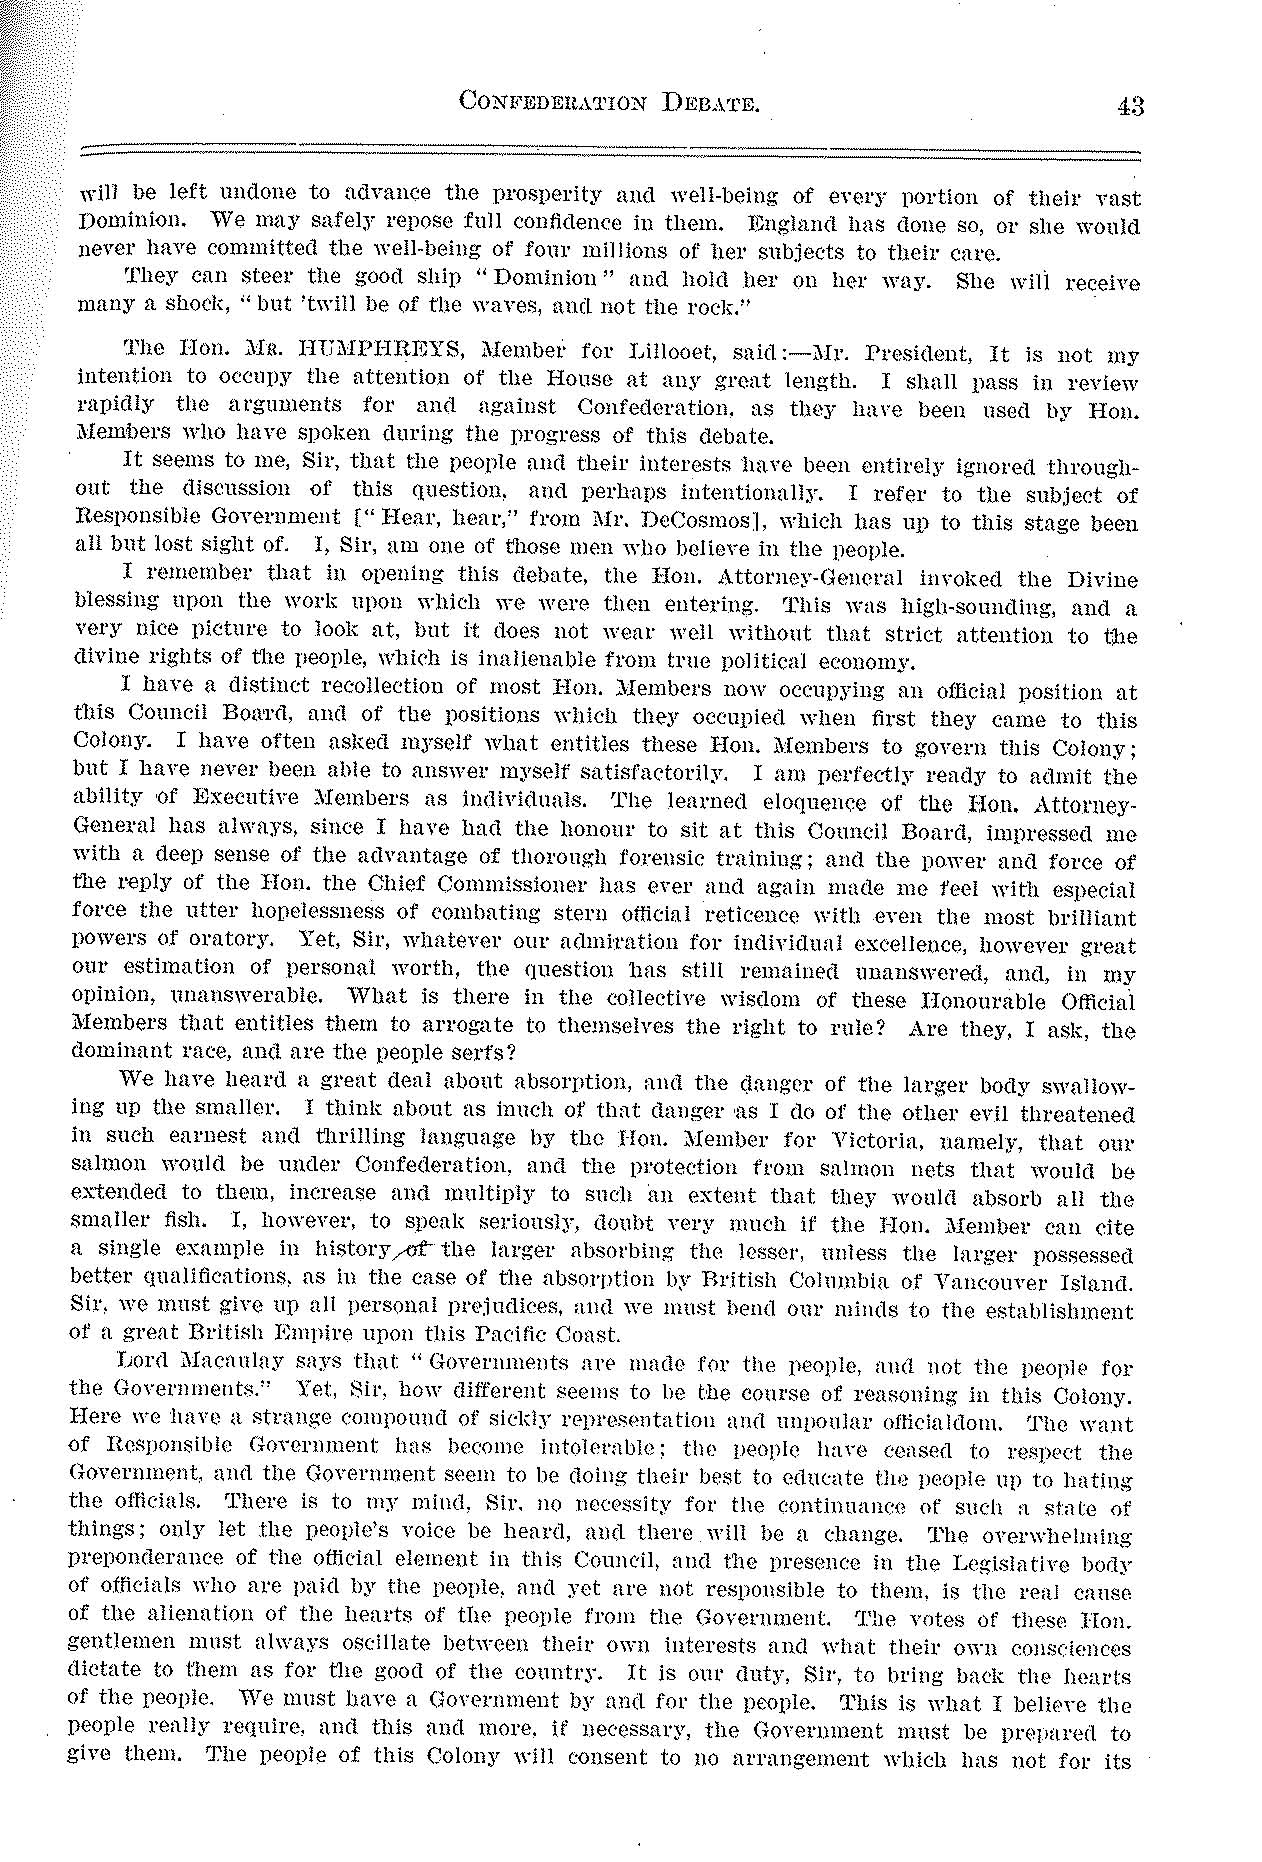 CONFEDERATION DEBATE. 43
will be left undone to advance the prosperity and well-being of every portion of their vast
Dominion. We may safely repose full confidence in them. England has done so, or she would
never have committed the well-being of four millions of her subjects to their care.
They can steer the good ship “Dominion” and hold her on her way. She will receive
many a shock, “but ’twill be of the waves, and not the rock.”
The Hon. MR. HUMPHREYS, Member for Lillooet, said:—Mr. President, It is not my
intention to occupy the attention of the House at any great length. I shall pass in review
rapidly the arguments for and against Confederation, as they have been used by Hon.
Members who have spoken during the progress of this debate.
It seems to me, Sir, that the people and their interests have been entirely ignored through-
out the discussion of this question, and perhaps intentionally. I refer to the subject of
Responsible Government [“Hear, hear,” from Mr. DeCosmos], which has up to this stage been
all but lost sight of. I, Sir, am one of those men who believe in the people.
I remember that in opening this debate, the Hon. Attorney-General invoked the Divine
blessing upon the work upon which we were then entering. This was high-sounding, and a
very nice picture to look at, but it does not wear well without that strict attention to the
divine rights of the people, which is inalienable from true political economy.
I have a distinct recollection of most Hon. Members now occupying an official position at
this Council Board, and of the positions which they occupied when first they came to this
Colony. I have often asked myself what entitles these Hon. Members to govern this Colony;
but I have never been able to answer myself satisfactorily. I am perfectly ready to admit the
ability of Executive Members as individuals. The learned eloquence of the Hon. Attorney-
General has always, since I have had the honour to sit at this Council Board, impressed me
with a deep sense of the advantage of thorough forensic training; and the power and force of
the reply of the Hon. the Chief Commissioner has ever and again made me feel with especial
force the utter hopelessness of combating stern official reticence with even the most brilliant
powers of oratory. Yet, Sir, whatever our admiration for individual excellence, however great
our estimation of personal worth, the question has still remained unanswered, and, in my
opinion, unanswerable. What is there in the collective wisdom of these Honourable Official
Members that entitles them to arrogate to themselves the right to rule? Are they, I ask, the
dominant race, and are the people serfs?
We have heard a great deal about absorption, and the danger of the larger body swallow-
ing up the smaller. I think about as much of that danger as I do of the other evil threatened
in such earnest and thrilling language by the Hon. Member for Victoria, namely, that our
salmon would be under Confederation, and the protection from salmon nets that would be
extended to them, increase and multiply to such an extent that they would absorb all the
smaller fish. I, however, to speak seriously, doubt very much if the Hon. Member can cite
a single example in history of the larger absorbing the lesser, unless the larger possessed
better qualifications, as in the case of the absorption by British Columbia of Vancouver Island.
Sir, we must give up all personal prejudices, and we must bend our minds to the establishment
of a great British Empire upon this Pacific Coast.
Lord Macaulay says that “Governments are made for the people, and not the people for
the Governments.” Yet, Sir, how different seems to be the course of reasoning in this Colony.
Here we have a strange compound of sickly representation and unpopular officialdom. The want
of Responsible Government has become intolerable; the people have ceased to respect the
Government, and the Government seem to be doing their best to educate the people up to hating
the officials. There is to my mind, Sir, no necessity for the continuance of such a state of
things; only let the people’s voice be heard, and there will be a change. The overwhelming
preponderance of the official element in this Council, and the presence in the Legislative body
of officials who are paid by the people, and yet are not responsible to them, is the real cause
of the alienation of the hearts of the people from the Government. The votes of these Hon.
gentlemen must always oscillate between their own interests and what their own consciences
dictate to them as for the good of the country. It is our duty, Sir, to bring back the hearts
of the people. We must have a Government by and for the people. This is what I believe the
people really require, and this and more, if necessary, the Government must be prepared to
give them. The people of this Colony will consent to no arrangement which has not for its